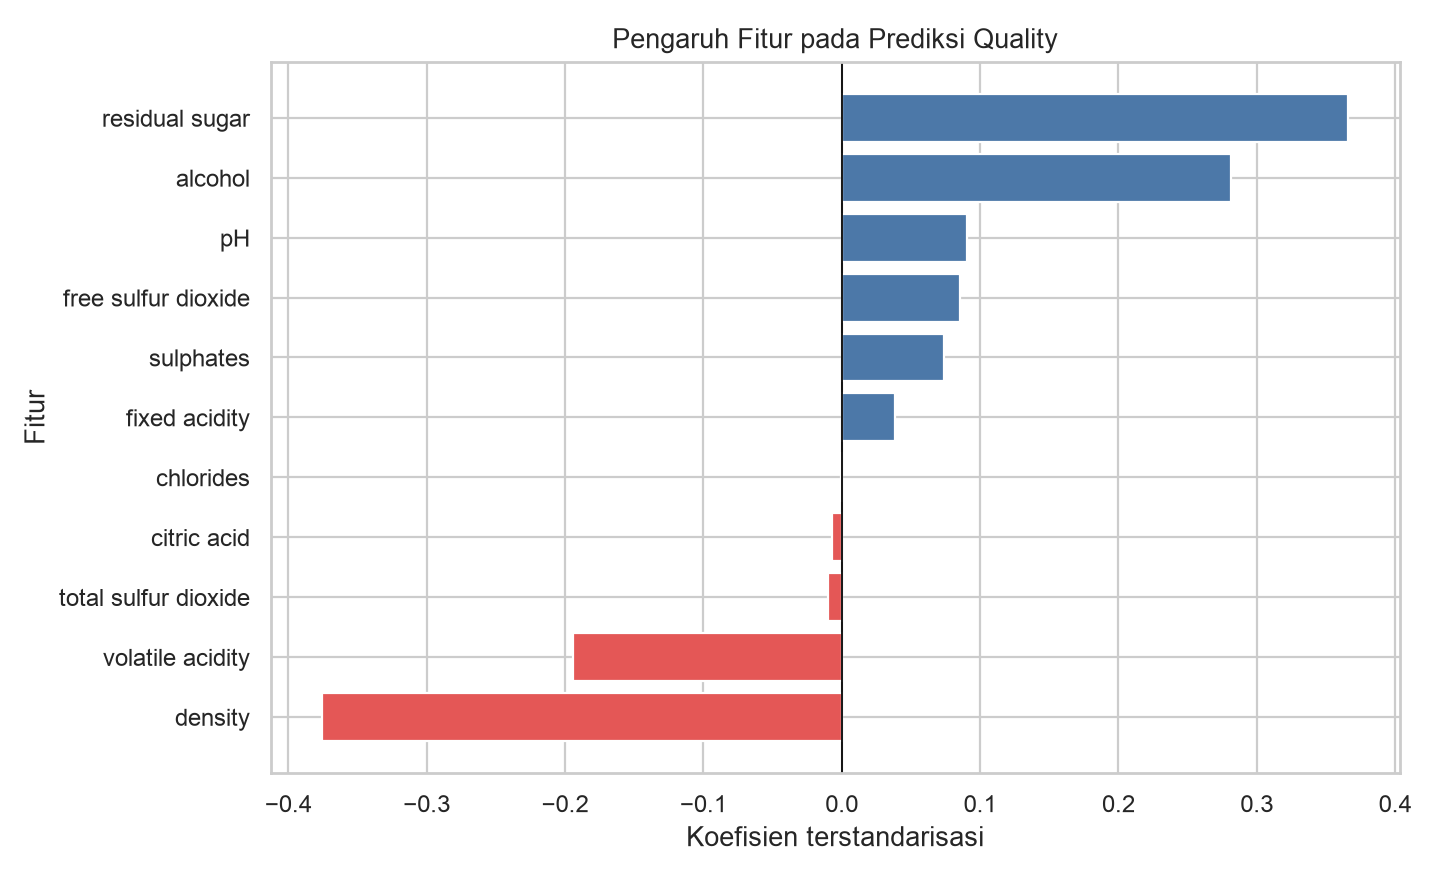 Pengaruh Fitur pada Prediksi Quality
residual sugar
alcohol
pH
free sulfur dioxide
sulphates
fixed acidity
chlorides
citric acid
total sulfur dioxide
volatile acidity
density
Fitur
−0.4 −0.3 −0.2 −0.1 0.0 0.1 0.2 0.3 0.4
Koefisien terstandarisasi